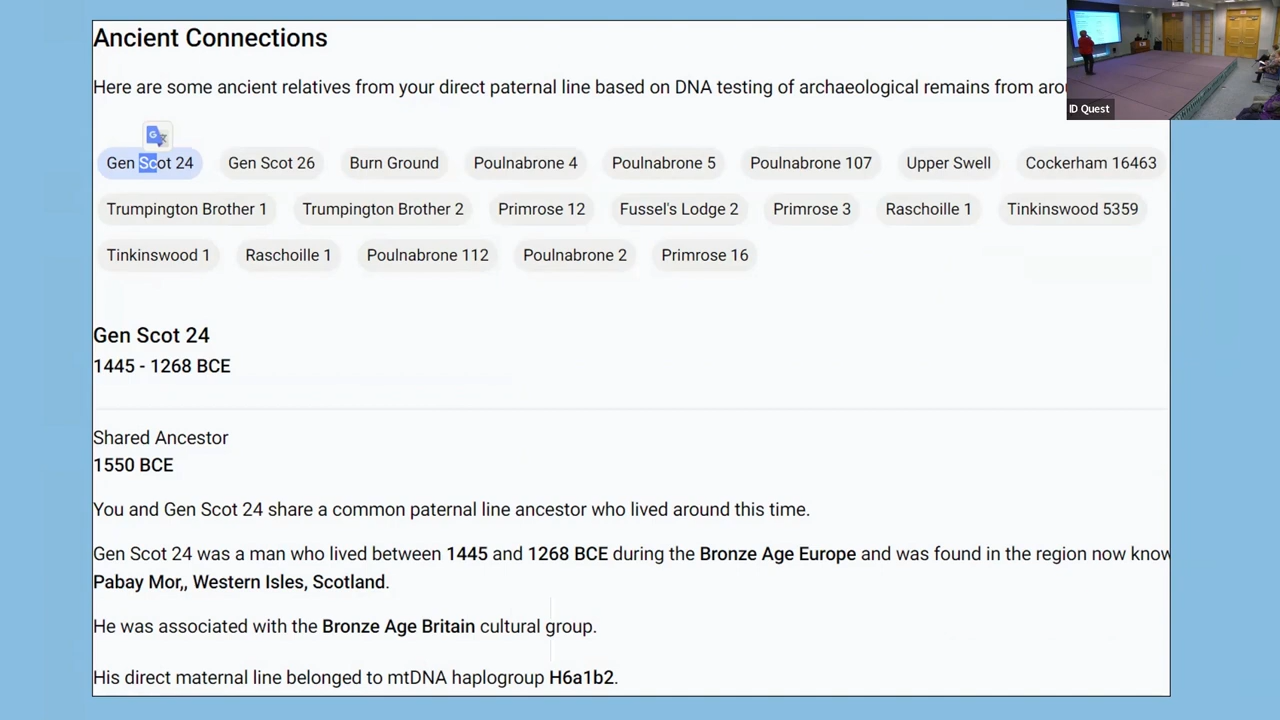 Ancient Connections
Here are some ancient relatives from your direct paternal line based on DNA testing of archaeological remains from
Gen Scot 24 Gen Scot 26 Burn Ground Poulnabrone 4 Poulnabrone 5 Poulnabrone 107 Upper Swell Cockerham 16463
Trumpington Brother 1 Trumpington Brother 2 Primrose 12 Fussel's Lodge 2 Primrose 3 Raschoille 1 Tinkinswood 5359
Tinkinswood 1 Raschoille 1 Poulnabrone 112 Poulnabrone 2 Primrose 16
Gen Scot 24
1445 - 1268 BCE
Shared Ancestor
1550 BCE
You and Gen Scot 24 share a common paternal line ancestor who lived around this time.
Gen Scot 24 was a man who lived between 1445 and 1268 BCE during the Bronze Age Europe and was found in the region now know
Pabay Mor,, Western Isles, Scotland.
He was associated with the Bronze Age Britain cultural group.
His direct maternal line belonged to mtDNA haplogroup H6a1b2.
ID Quest